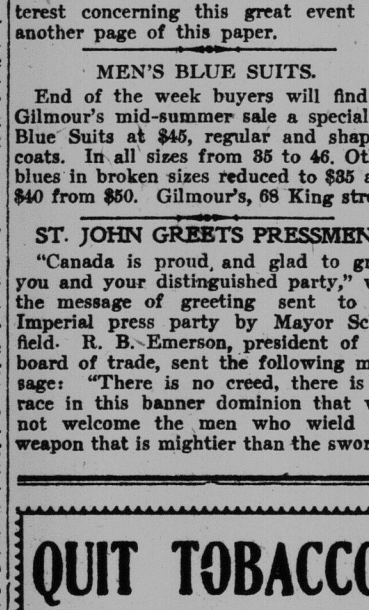 terest concerning this great event
another page of this paper.
MEN'S BLUE SUITS.
End of the week buyers will find
Gilmour's mid-summer sale a special
Blue Suits at $45, regular and shap
coats. In all sizes from 35 to 46. Ot
blues in broken sizes reduced to $35 a
$40 from $50. Gilmour's, 68 King stre
ST. JOHN GREETS PRESSMEN
"Canada is proud, and glad to gr
you and your distinguished party," w
the message of greeting sent to
Imperial press party by Mayor Sc
field. R. B. Emerson, president of
board of trade, sent the following m
sage: "There is no creed, there is
race in this banner dominion that w
not welcome the men who wield
weapon that is mightier than the swor
QUIT TOBACCO